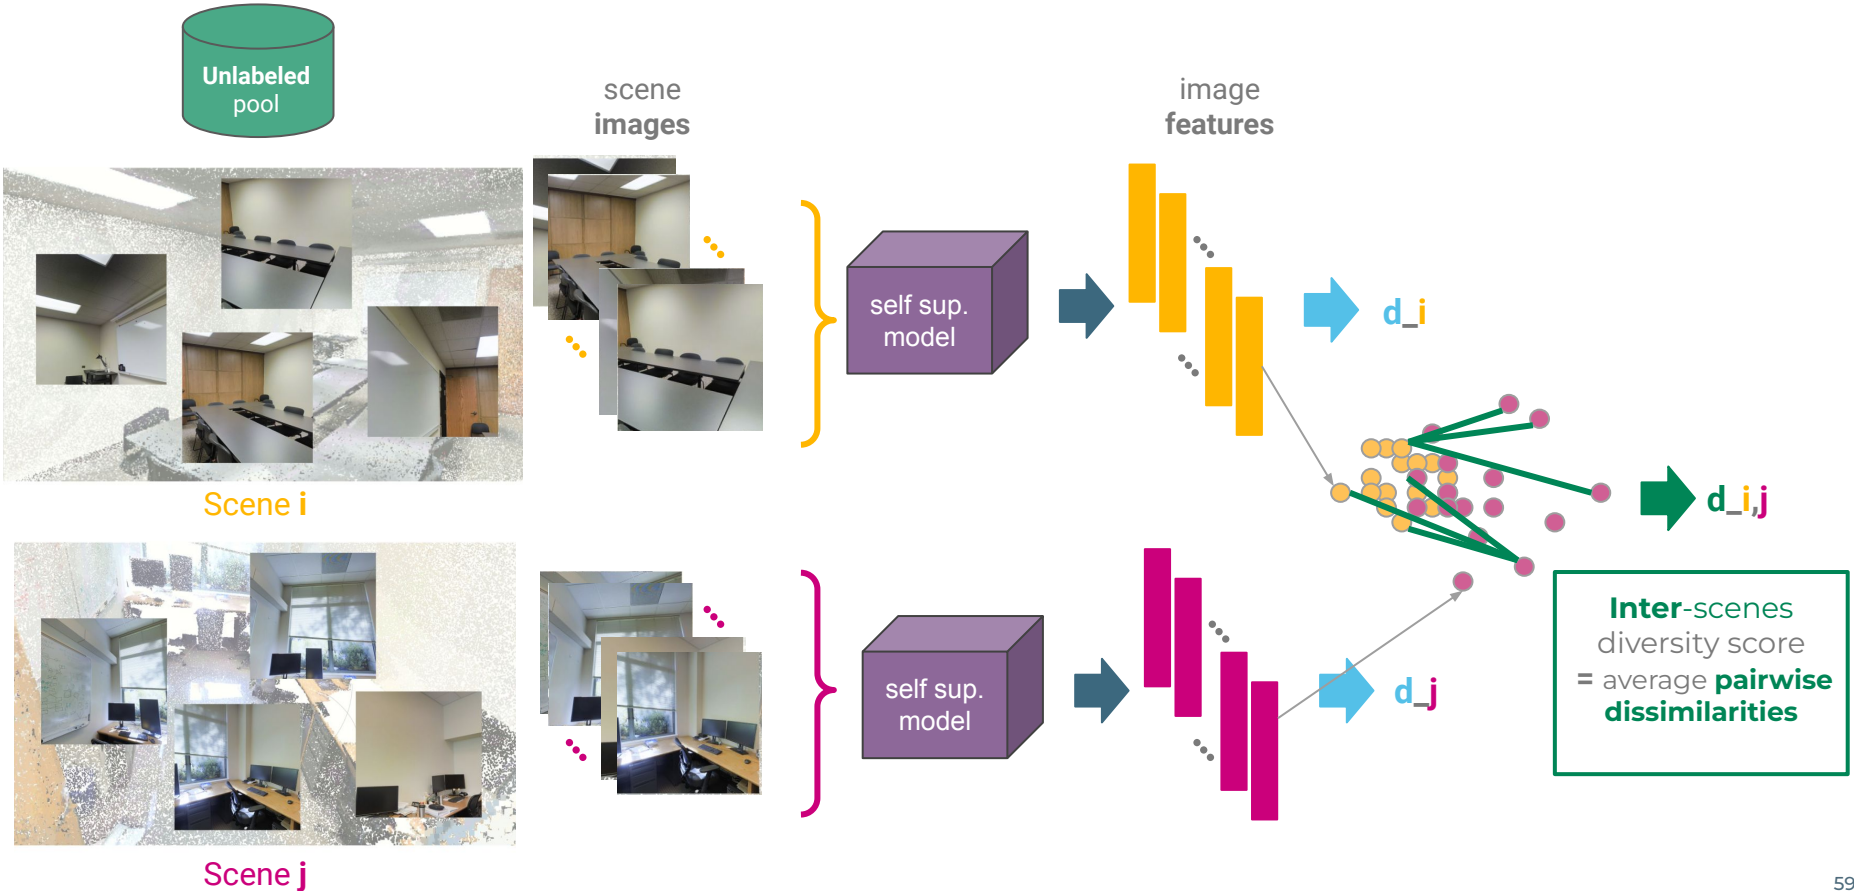 Unlabeled
pool
scene
images
image
features
Scene i
self sup.
model
d_i
d_i,j
Scene j
self sup.
model
d_j
Inter-scenes
diversity score
= average pairwise
dissimilarities
59